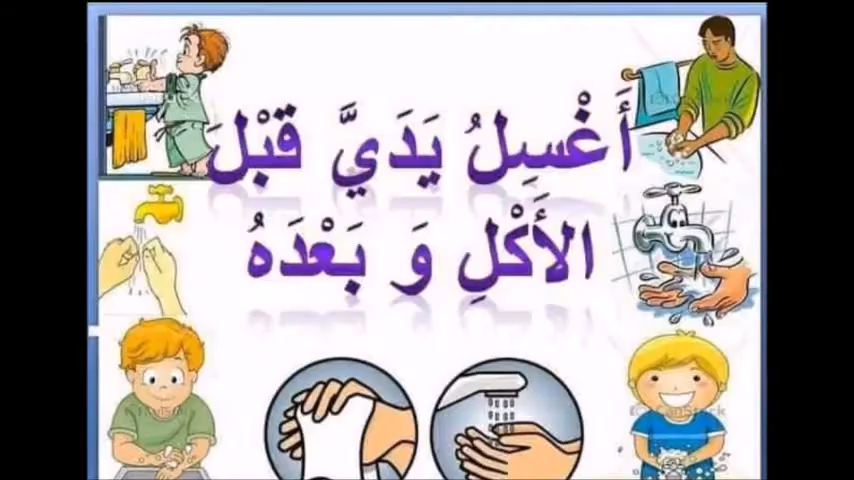 أَغْسِلُ يَدَيَّ قَبْلَ
الأَكْلِ وَ بَعْدَهُ